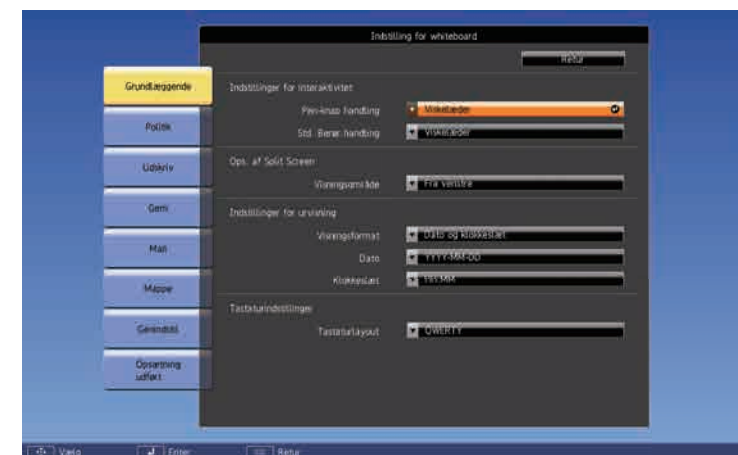 Indstilling for whiteboard
Retur
Grundlæggende
Politik
Udskriv
Gem
Mail
Mappe
Genindstil
Opsætning
udført
Indstillinger for interaktivitet
Pen-knap handling Viskelæder
Std. Berør handling Viskelæder
Ops. af Split Screen
Visningsområde Fra venstre
Indstillinger for urvisning
Visningsformat Dato og klokkeslæt
Dato YYYY-MM-DD
Klokkeslæt HH:MM
Tastaturindstillinger
Tastaturlayout QWERTY
Vælg Enter Retur